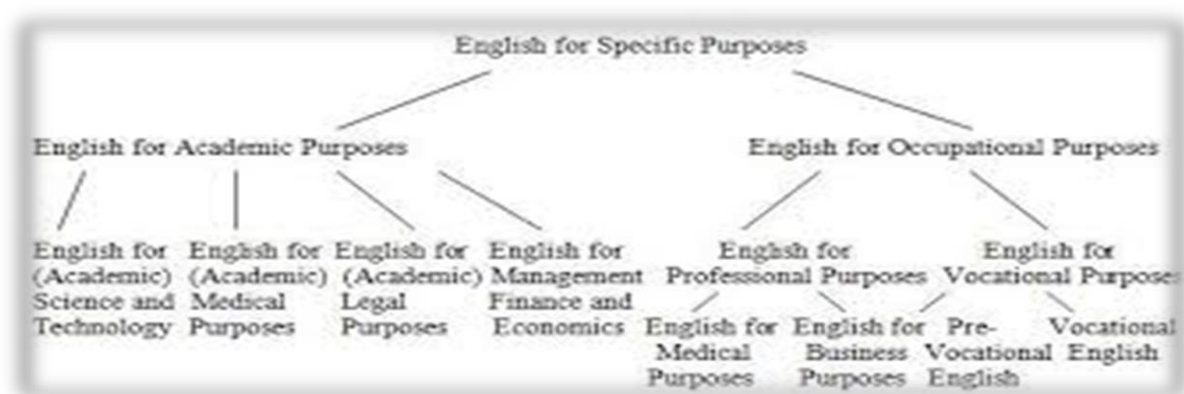 English for Specific Purposes
English for Academic Purposes
English for Occupational Purposes
English for
(Academic)
Science and
Technology
English for
(Academic)
Medical
Purposes
English for
(Academic)
Legal
Purposes
English for
Management
Finance and
Economics
English for
Professional Purposes
English for
Vocational Purposes
English for
Medical
Purposes
English for
Business
Purposes
Pre-
Vocational
English
Vocational
English